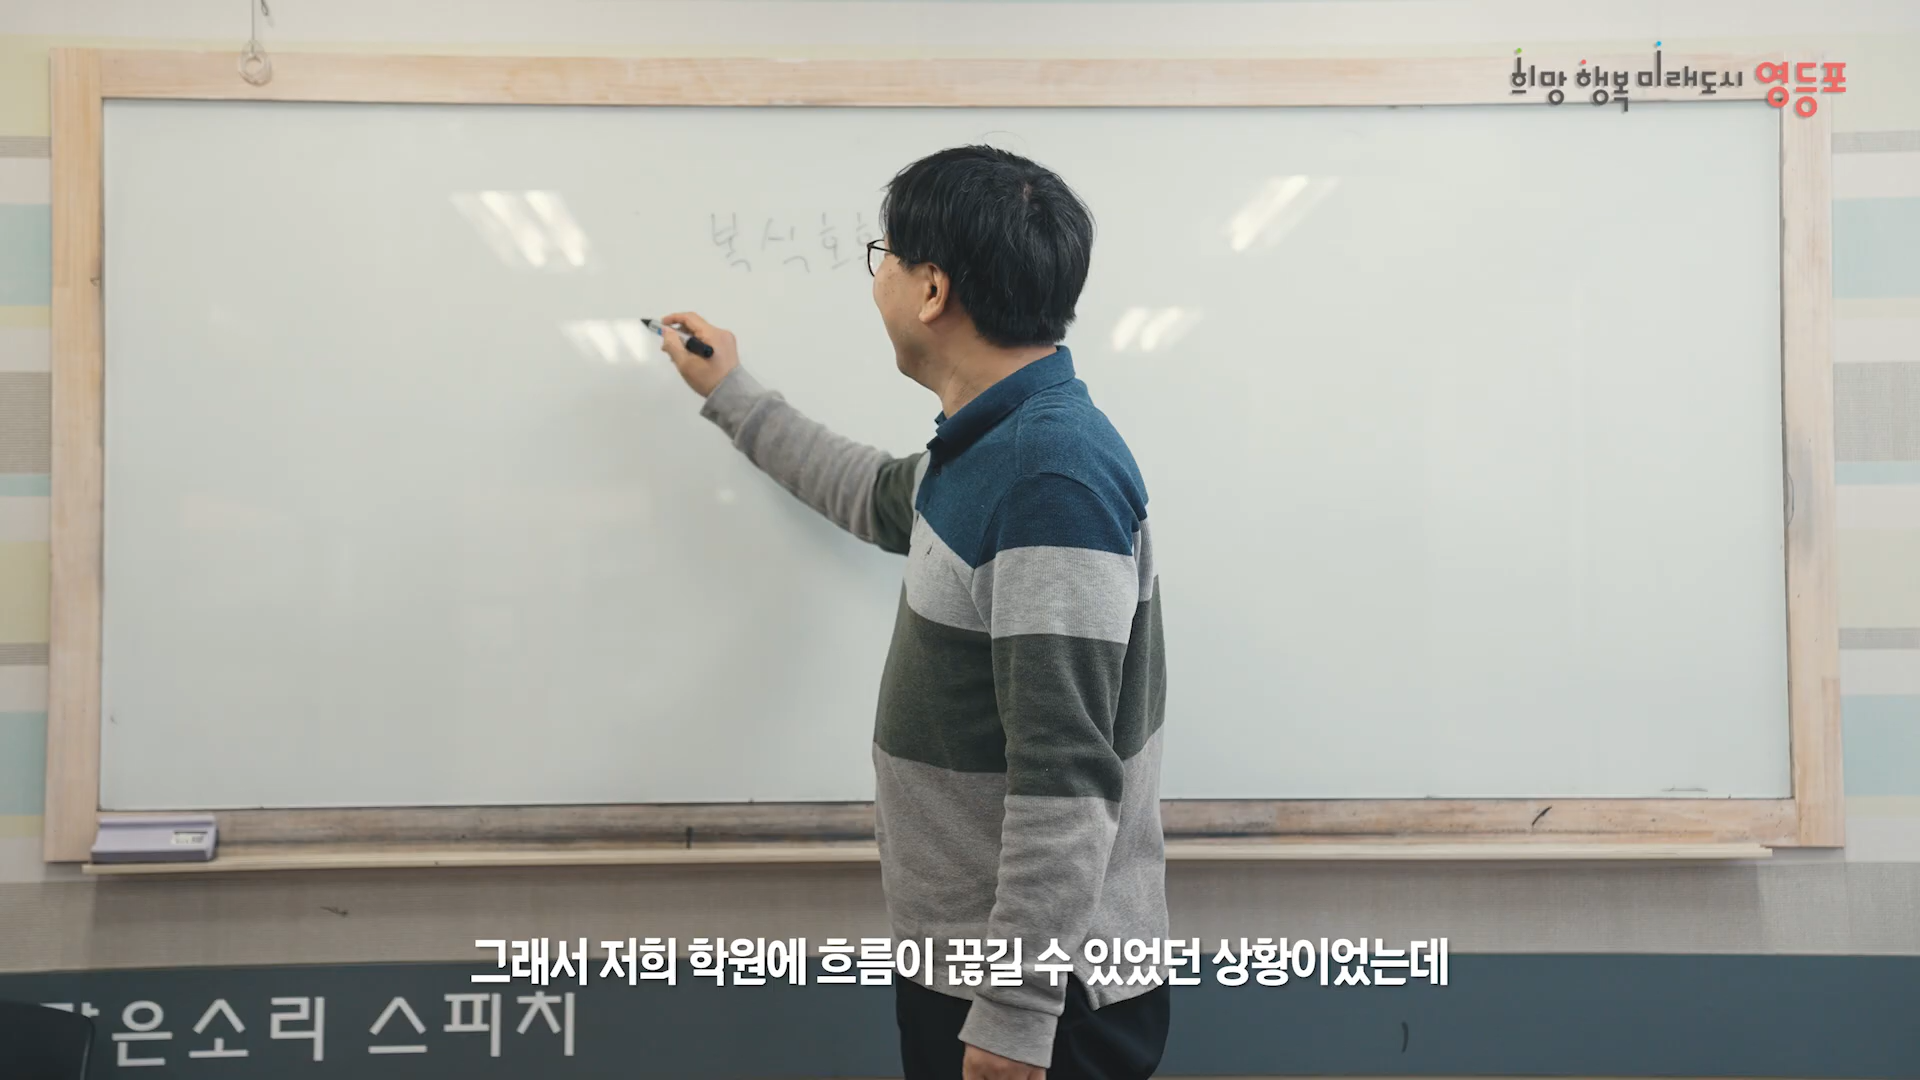 희망 행복 미래도시 영등포
복식호
그래서 저희 학원에 흐름이 끊길 수 있었던 상황이었는데
은소리 스피치